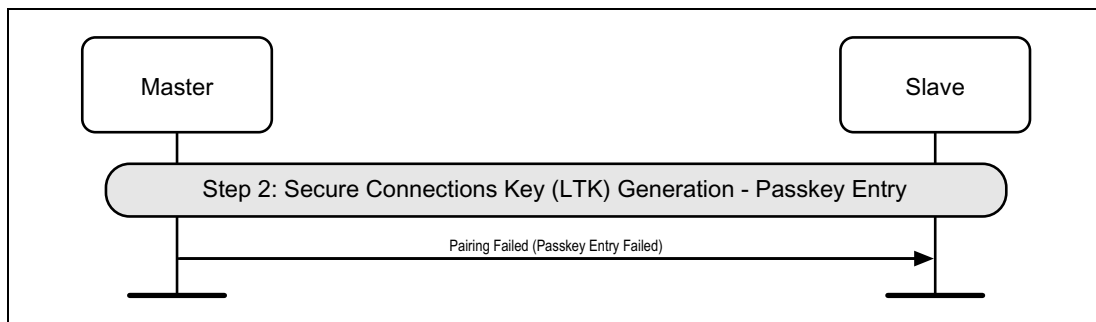 Master
Slave
Step 2: Secure Connections Key (LTK) Generation - Passkey Entry
Pairing Failed (Passkey Entry Failed)